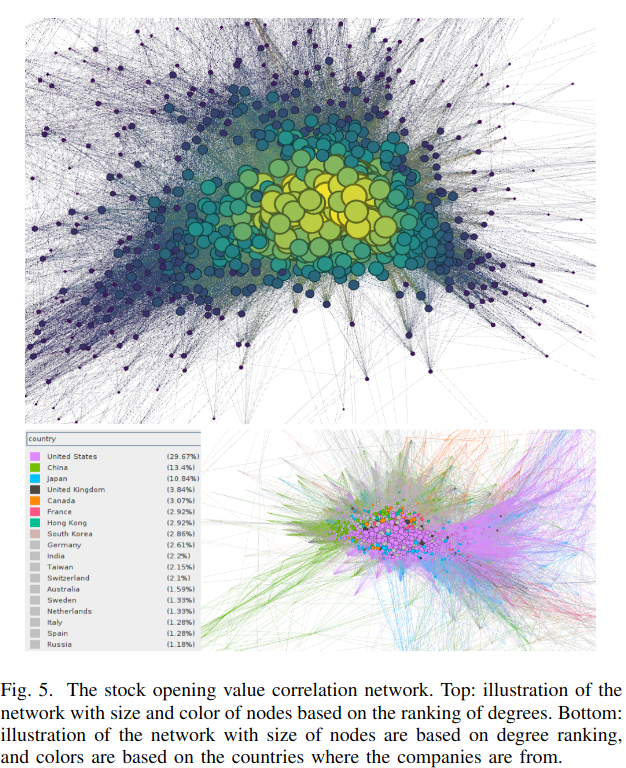 country
United States (29.67%)
China (13.4%)
Japan (10.84%)
United Kingdom (3.84%)
Canada (3.07%)
France (2.92%)
Hong Kong (2.92%)
South Korea (2.86%)
Germany (2.61%)
India (2.2%)
Taiwan (2.15%)
Switzerland (2.1%)
Australia (1.59%)
Sweden (1.33%)
Netherlands (1.33%)
Italy (1.28%)
Spain (1.28%)
Russia (1.18%)
Fig. 5. The stock opening value correlation network. Top: illustration of the
network with size and color of nodes based on the ranking of degrees. Bottom:
illustration of the network with size of nodes are based on degree ranking,
and colors are based on the countries where the companies are from.